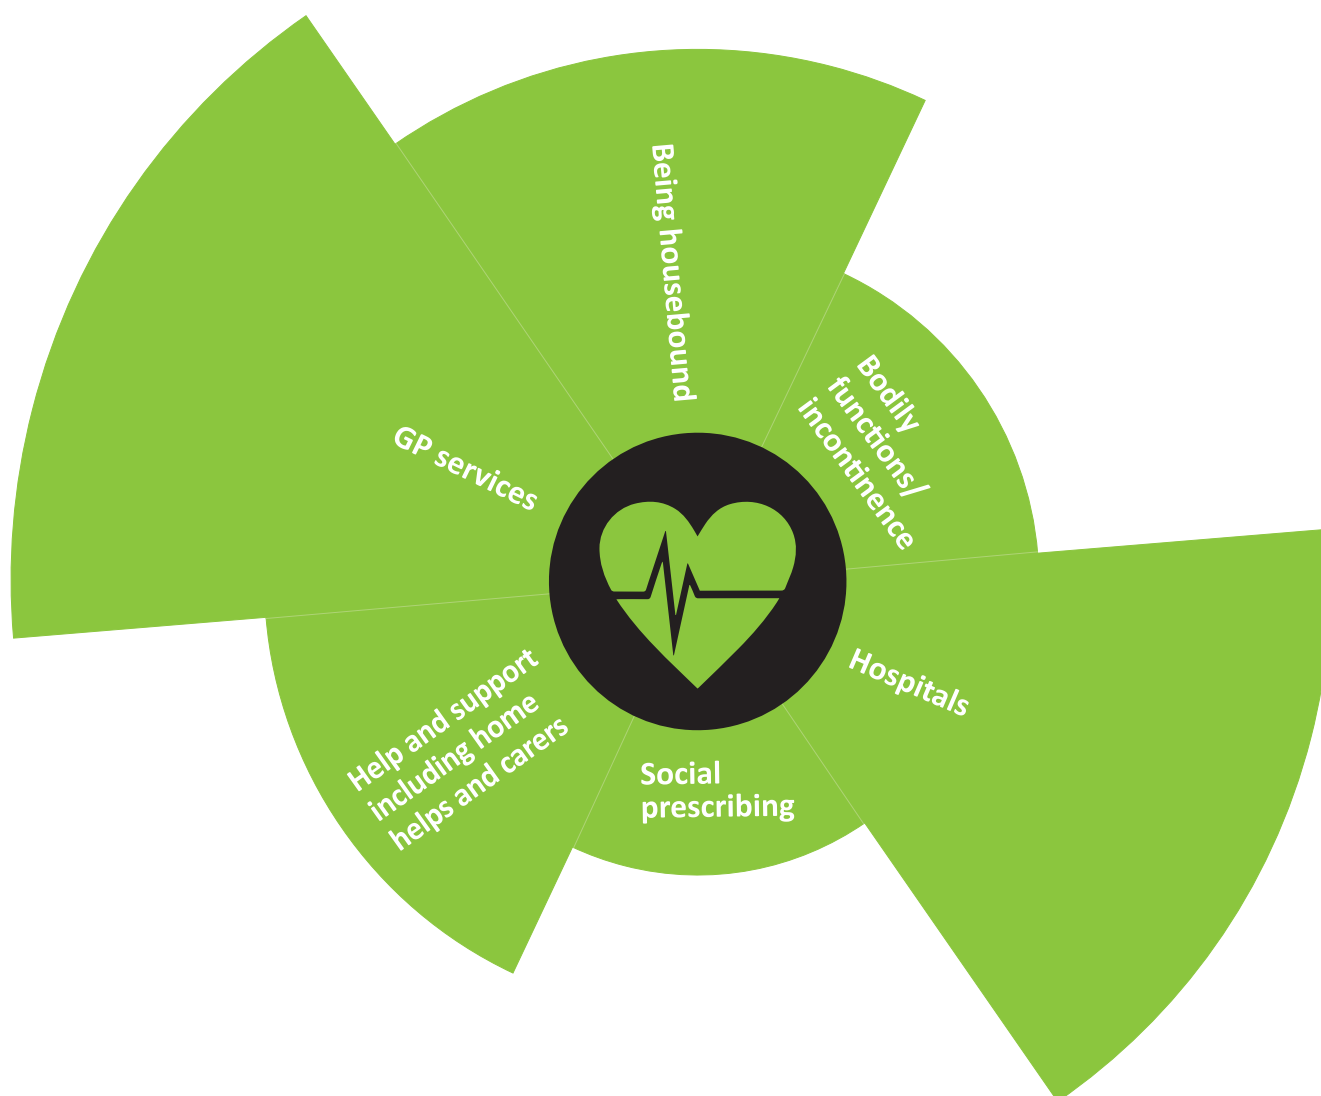 Being housebound
Bodily
functions/
incontinence
GP services
Hospitals
Help and support
including home
helps and carers
Social
prescribing